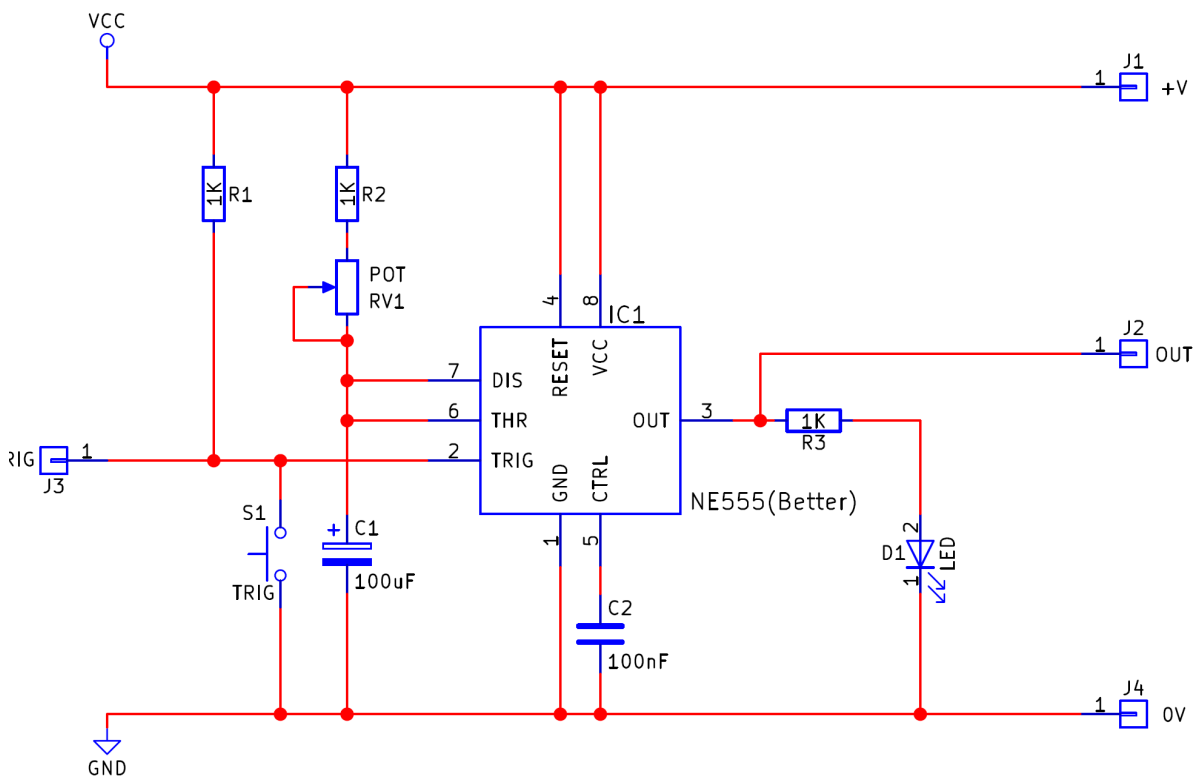 VCC
J1
1
+V
1K
R1
1K
R2
POT
RV1
4
8
IC1
RESET
VCC
J2
1
OUT
7
DIS
6
THR
OUT
3
1K
R3
RIG
1
J3
2
TRIG
GND
CTRL
NE555(Better)
S1
TRIG
+
C1
100uF
1
5
2
D1
LED
1
C2
100nF
J4
1
0V
GND